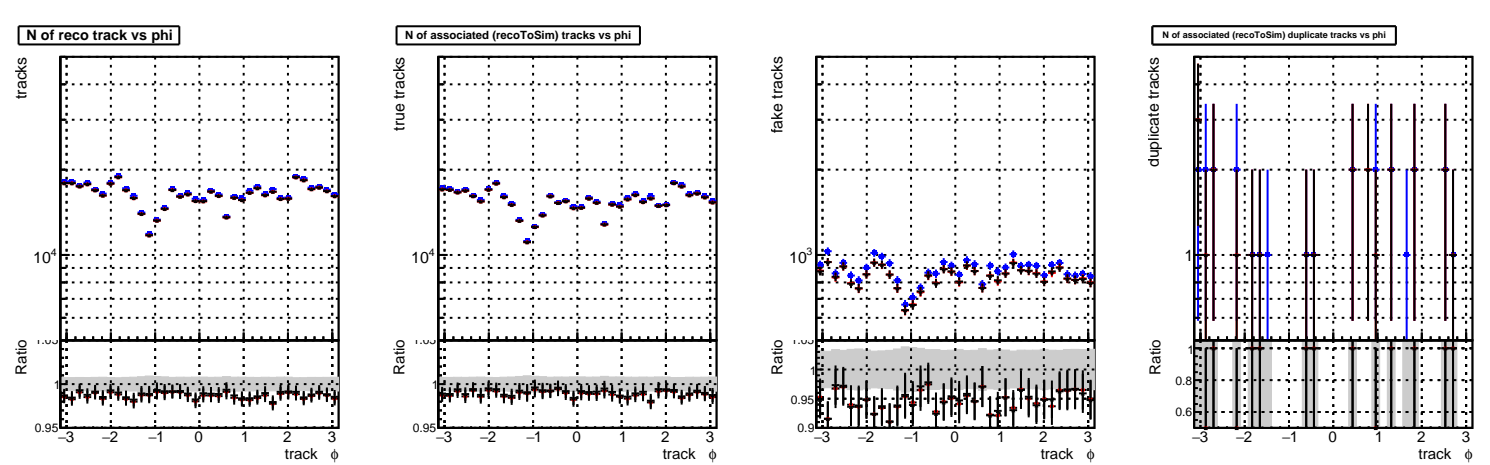 N of reco track vs phi
tracks
10⁴
Ratio
1
0.95
−3 −2 −1 0 1 2 3
track ϕ
N of associated (recoToSim) tracks vs phi
true tracks
10⁴
Ratio
1
0.95
−3 −2 −1 0 1 2 3
track ϕ
fake tracks
10³
Ratio
1
0.95
0.9
−3 −2 −1 0 1 2 3
track ϕ
N of associated (recoToSim) duplicate tracks vs phi
duplicate tracks
1
Ratio
1
0.8
0.6
−3 −2 −1 0 1 2 3
track ϕ